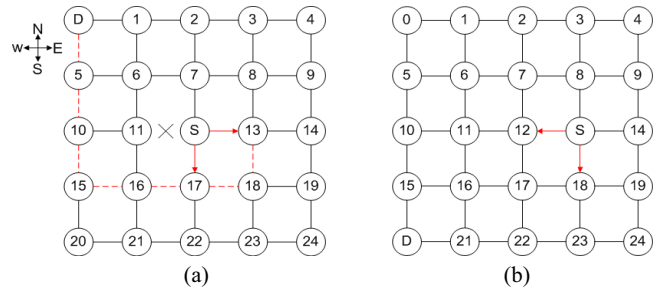 D 1 2 3 4
5 6 7 8 9
10 11 S 13 14
15 16 17 18 19
20 21 22 23 24
N
W E
S
(a)
0 1 2 3 4
5 6 7 8 9
10 11 12 S 14
15 16 17 18 19
D 21 22 23 24
(b)